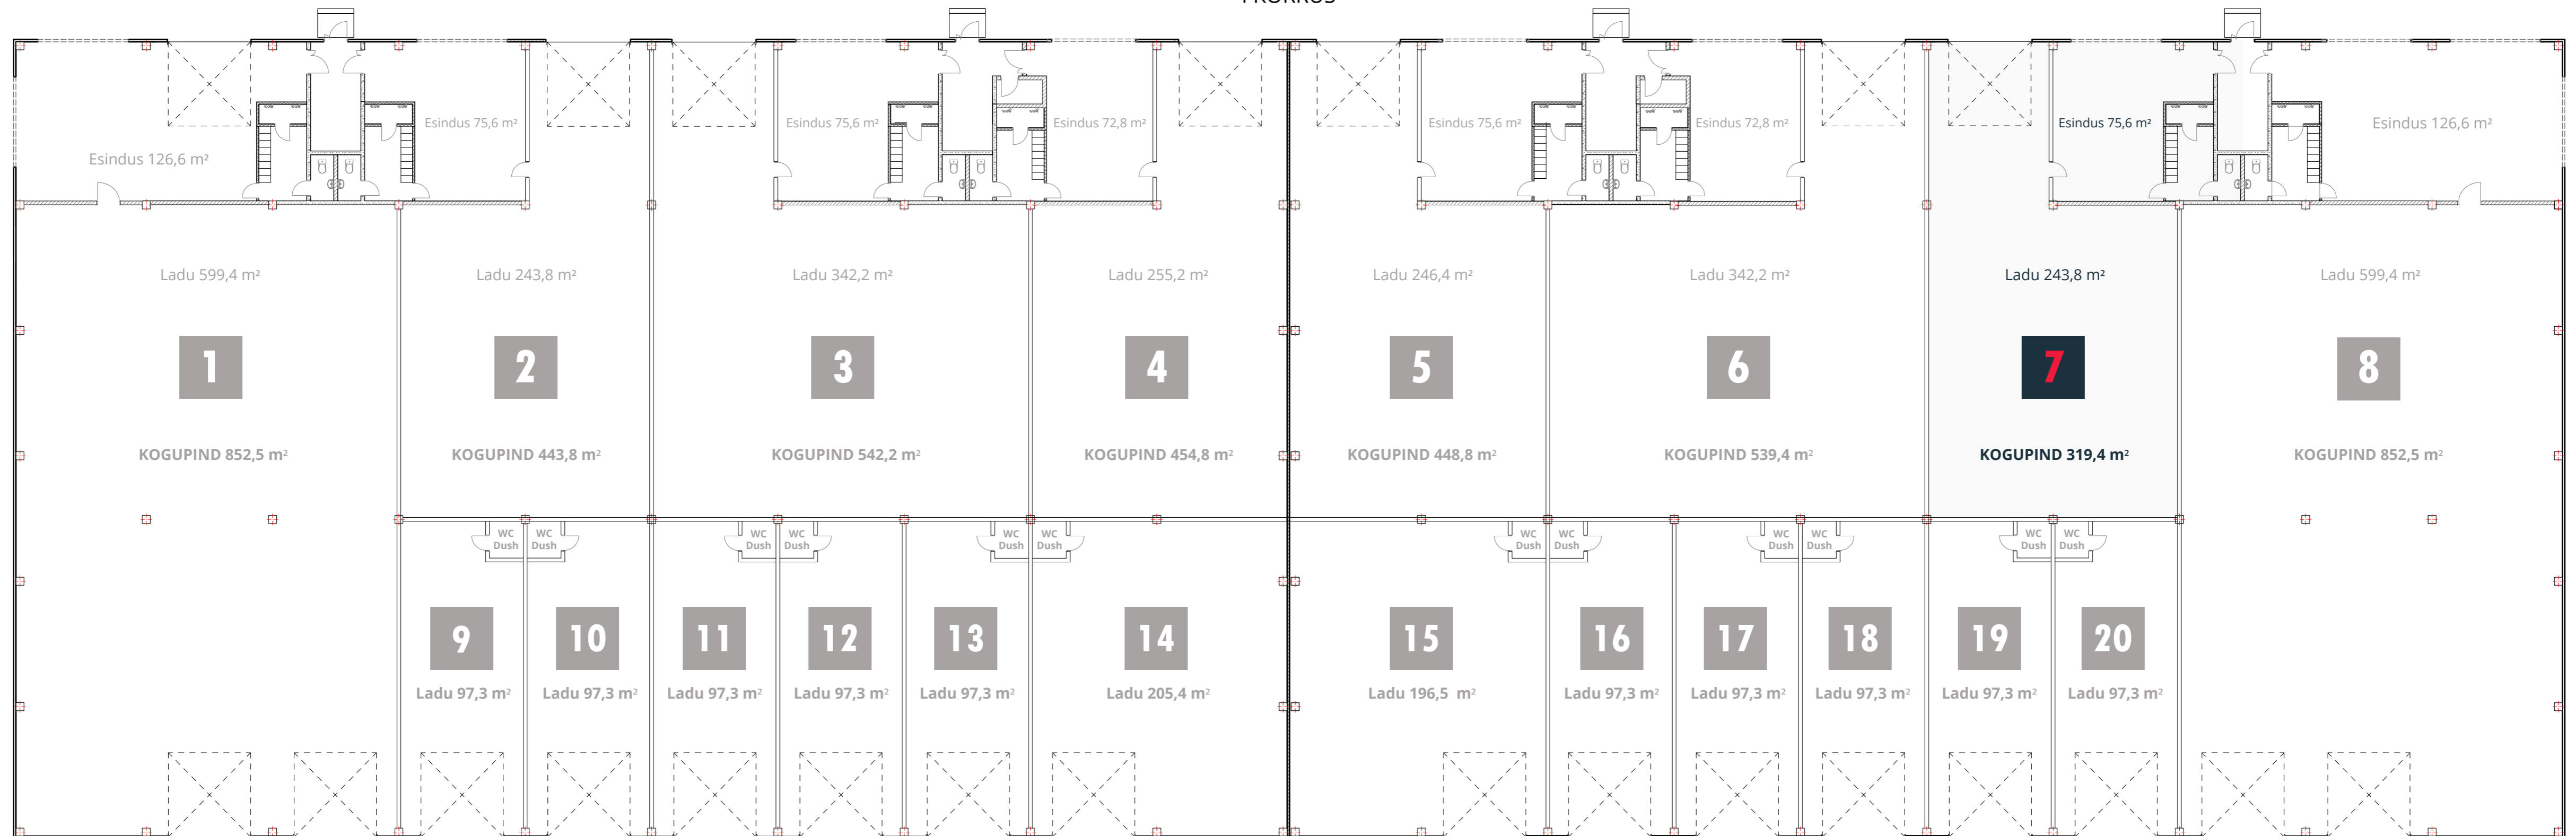 I KORRUS
Esindus 126,6 m²
Esindus 75,6 m²
Esindus 75,6 m²
Esindus 72,8 m²
Esindus 75,6 m²
Esindus 72,8 m²
Esindus 75,6 m²
Esindus 126,6 m²
Ladu 599,4 m²
Ladu 243,8 m²
Ladu 342,2 m²
Ladu 255,2 m²
Ladu 246,4 m²
Ladu 342,2 m²
Ladu 243,8 m²
Ladu 599,4 m²
1
2
3
4
5
6
7
8
KOGUPIND 852,5 m²
KOGUPIND 443,8 m²
KOGUPIND 542,2 m²
KOGUPIND 454,8 m²
KOGUPIND 448,8 m²
KOGUPIND 539,4 m²
KOGUPIND 319,4 m²
KOGUPIND 852,5 m²
WC
Dush
WC
Dush
WC
Dush
WC
Dush
WC
Dush
WC
Dush
WC
Dush
WC
Dush
WC
Dush
WC
Dush
WC
Dush
WC
Dush
9
10
11
12
13
14
15
16
17
18
19
20
Ladu 97,3 m²
Ladu 97,3 m²
Ladu 97,3 m²
Ladu 97,3 m²
Ladu 97,3 m²
Ladu 205,4 m²
Ladu 196,5 m²
Ladu 97,3 m²
Ladu 97,3 m²
Ladu 97,3 m²
Ladu 97,3 m²
Ladu 97,3 m²